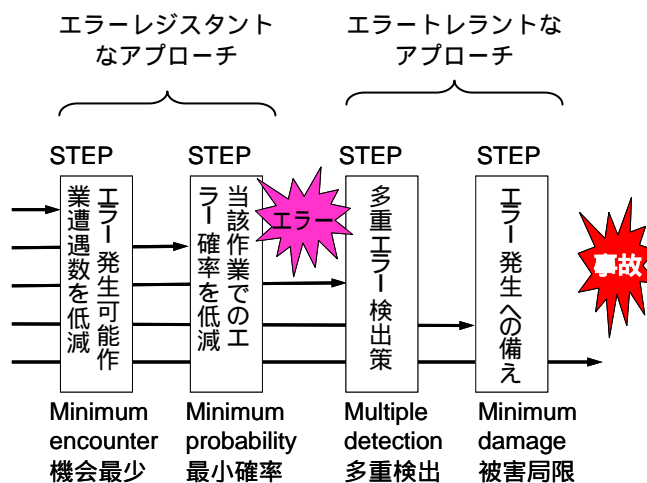 エラーレジスタント
なアプローチ
エラートレラントな
アプローチ
STEP
STEP
STEP
STEP
エラー発生可能作
業遭遇数を低減
当該作業でのエ
ラー確率を低減
エラー
多重エラー検出策
エラー発生への備え
事故
Minimum
encounter
機会最少
Minimum
probability
最小確率
Multiple
detection
多重検出
Minimum
damage
被害局限